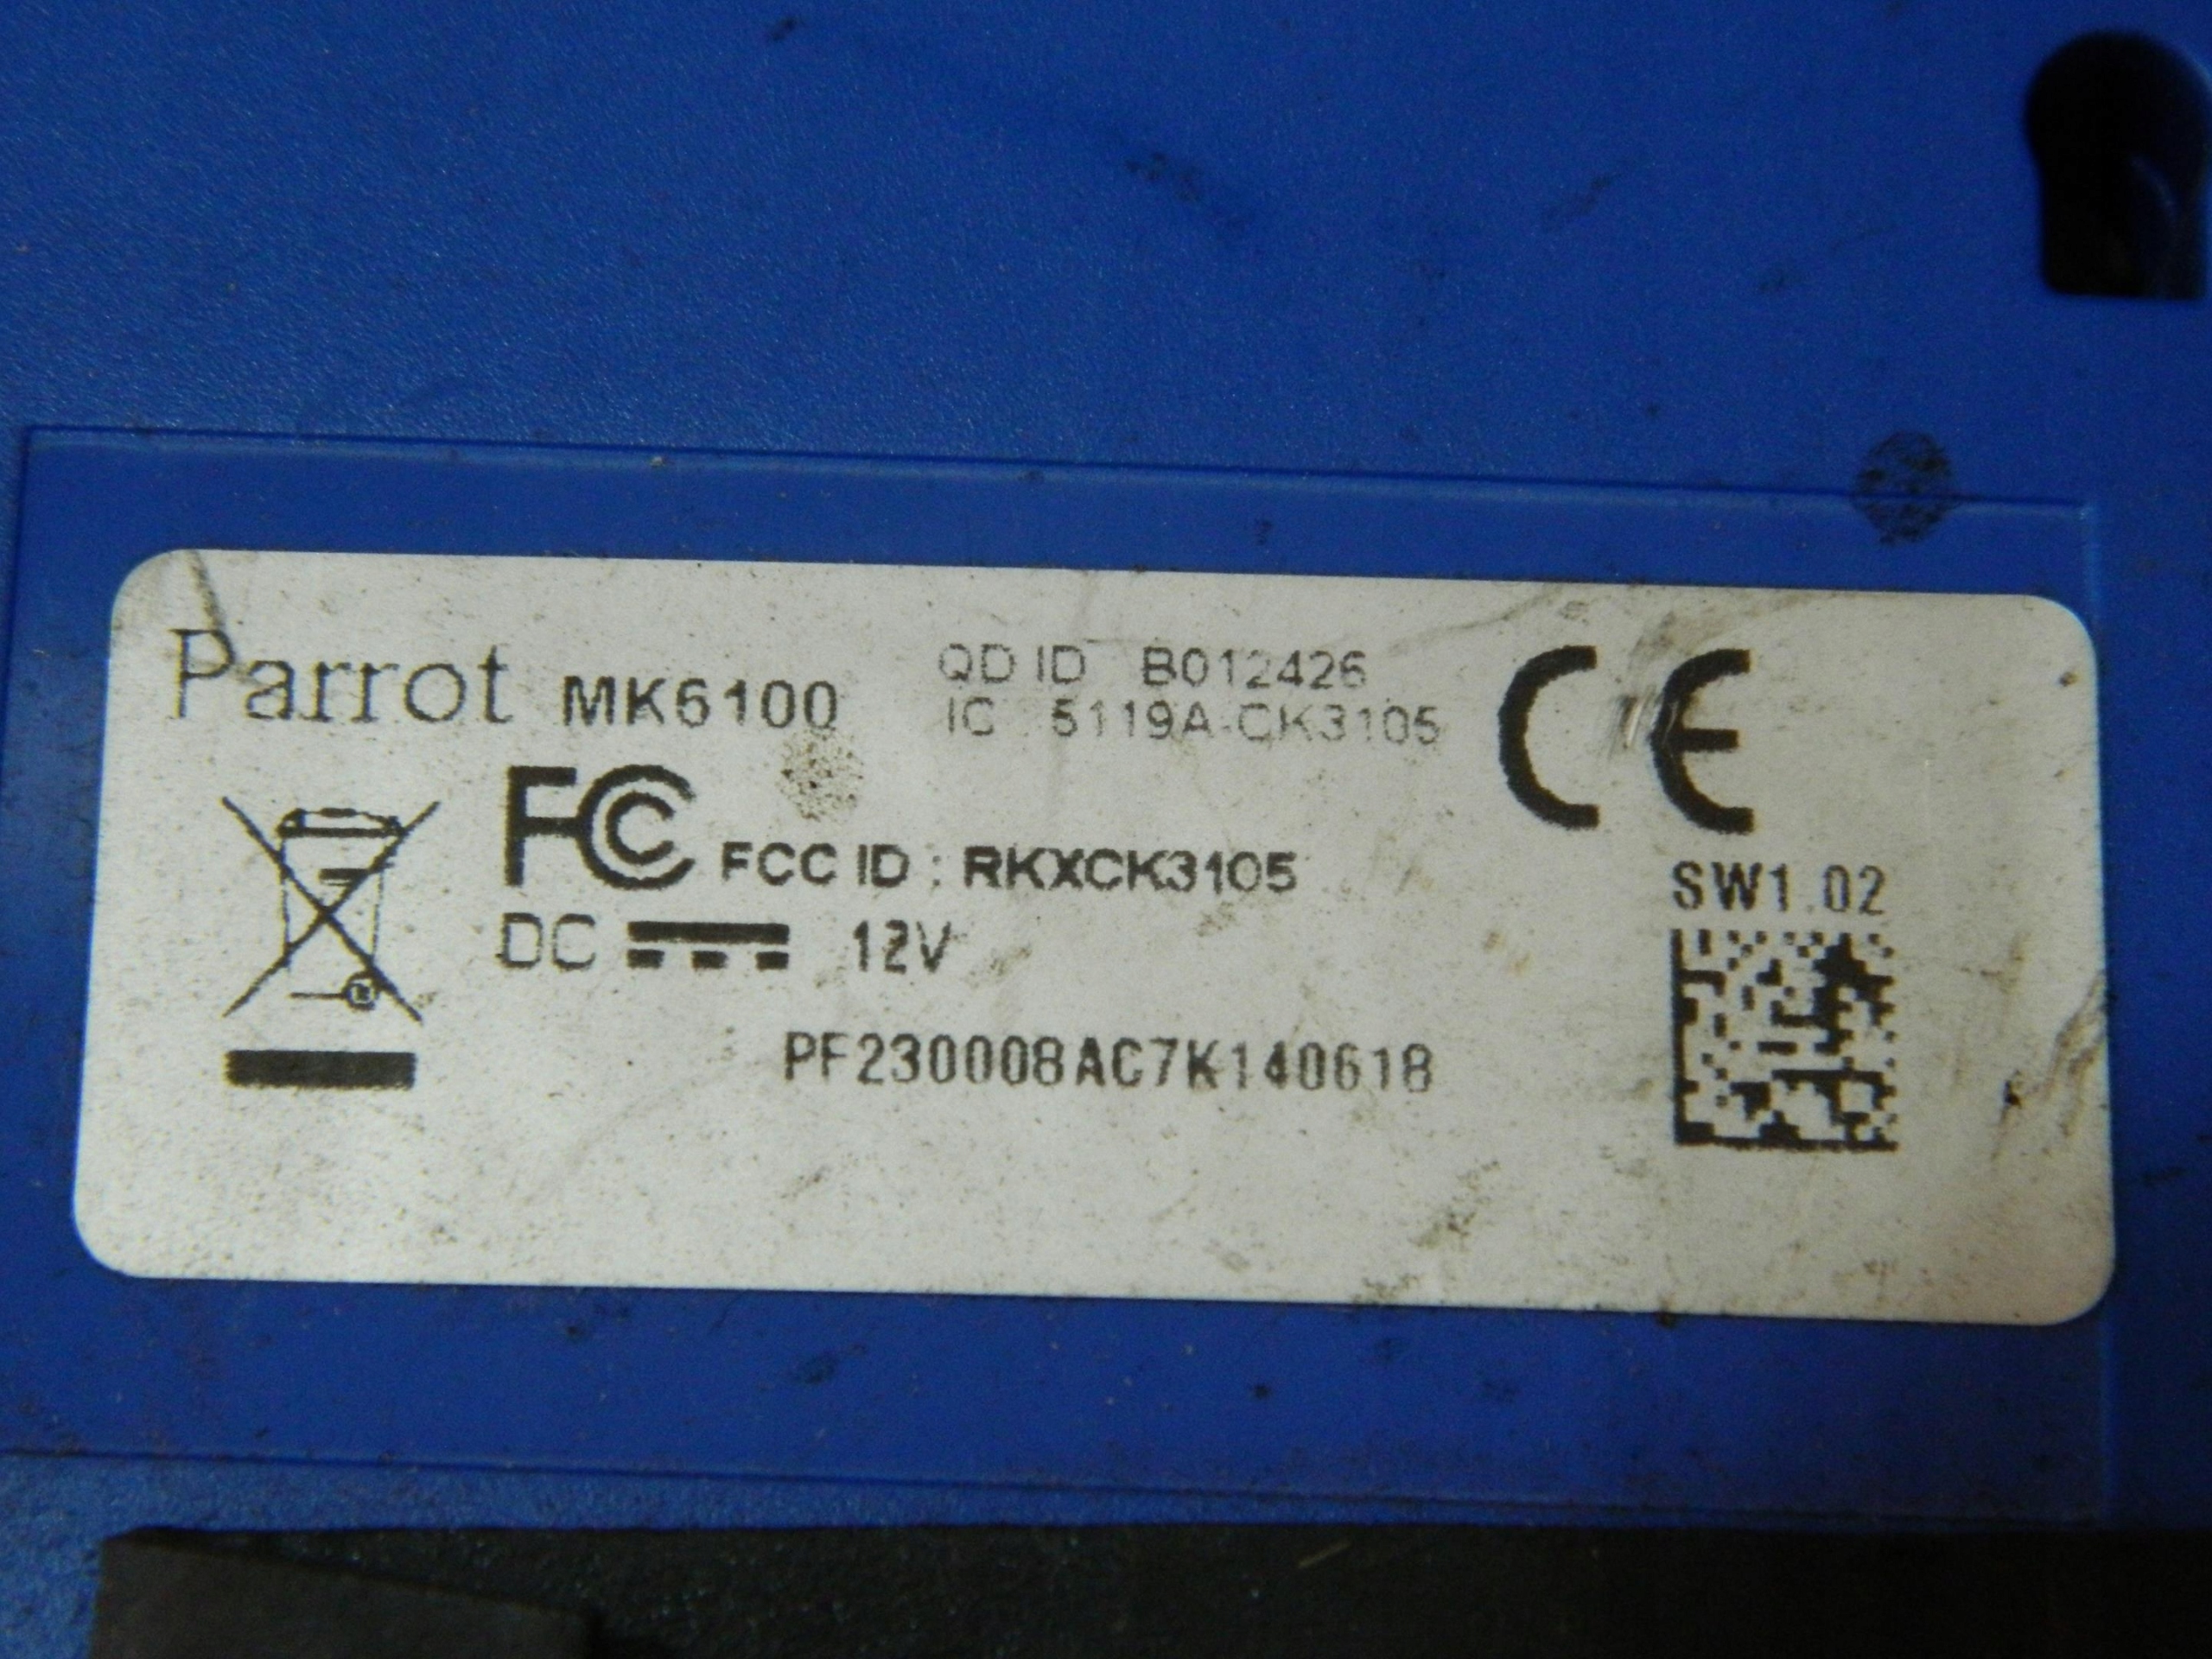 Parrot MK6100
QD ID B012426
IC : 5119A-CK3105
CE
FC FCC ID : RKXCK3105
DC 12V
SW1.02
PF230008AC7K140618